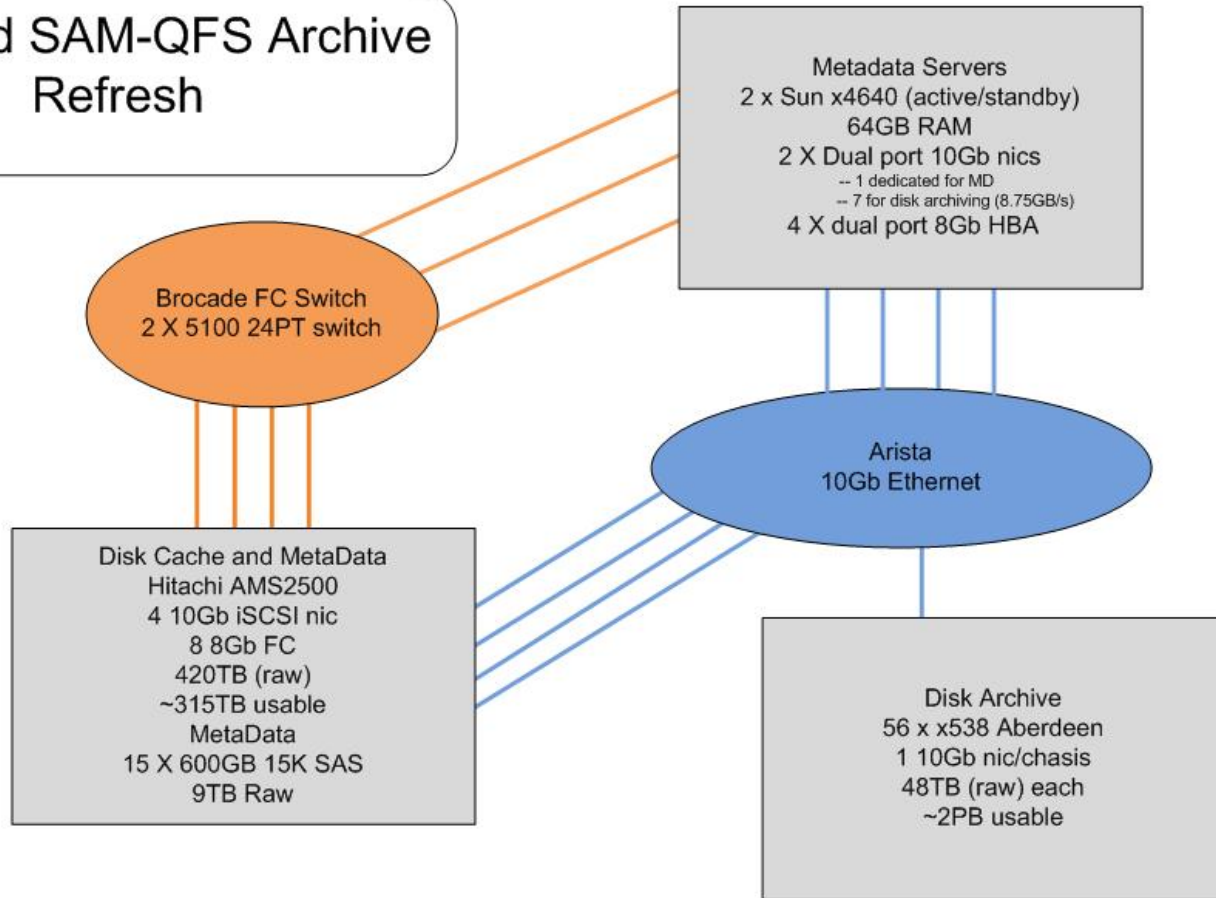 d SAM-QFS Archive
Refresh
Metadata Servers
2 x Sun x4640 (active/standby)
64GB RAM
2 X Dual port 10Gb nics
-- 1 dedicated for MD
-- 7 for disk archiving (8.75GB/s)
4 X dual port 8Gb HBA
Brocade FC Switch
2 X 5100 24PT switch
Arista
10Gb Ethernet
Disk Cache and MetaData
Hitachi AMS2500
4 10Gb iSCSI nic
8 8Gb FC
420TB (raw)
~315TB usable
MetaData
15 X 600GB 15K SAS
9TB Raw
Disk Archive
56 x x538 Aberdeen
1 10Gb nic/chasis
48TB (raw) each
~2PB usable